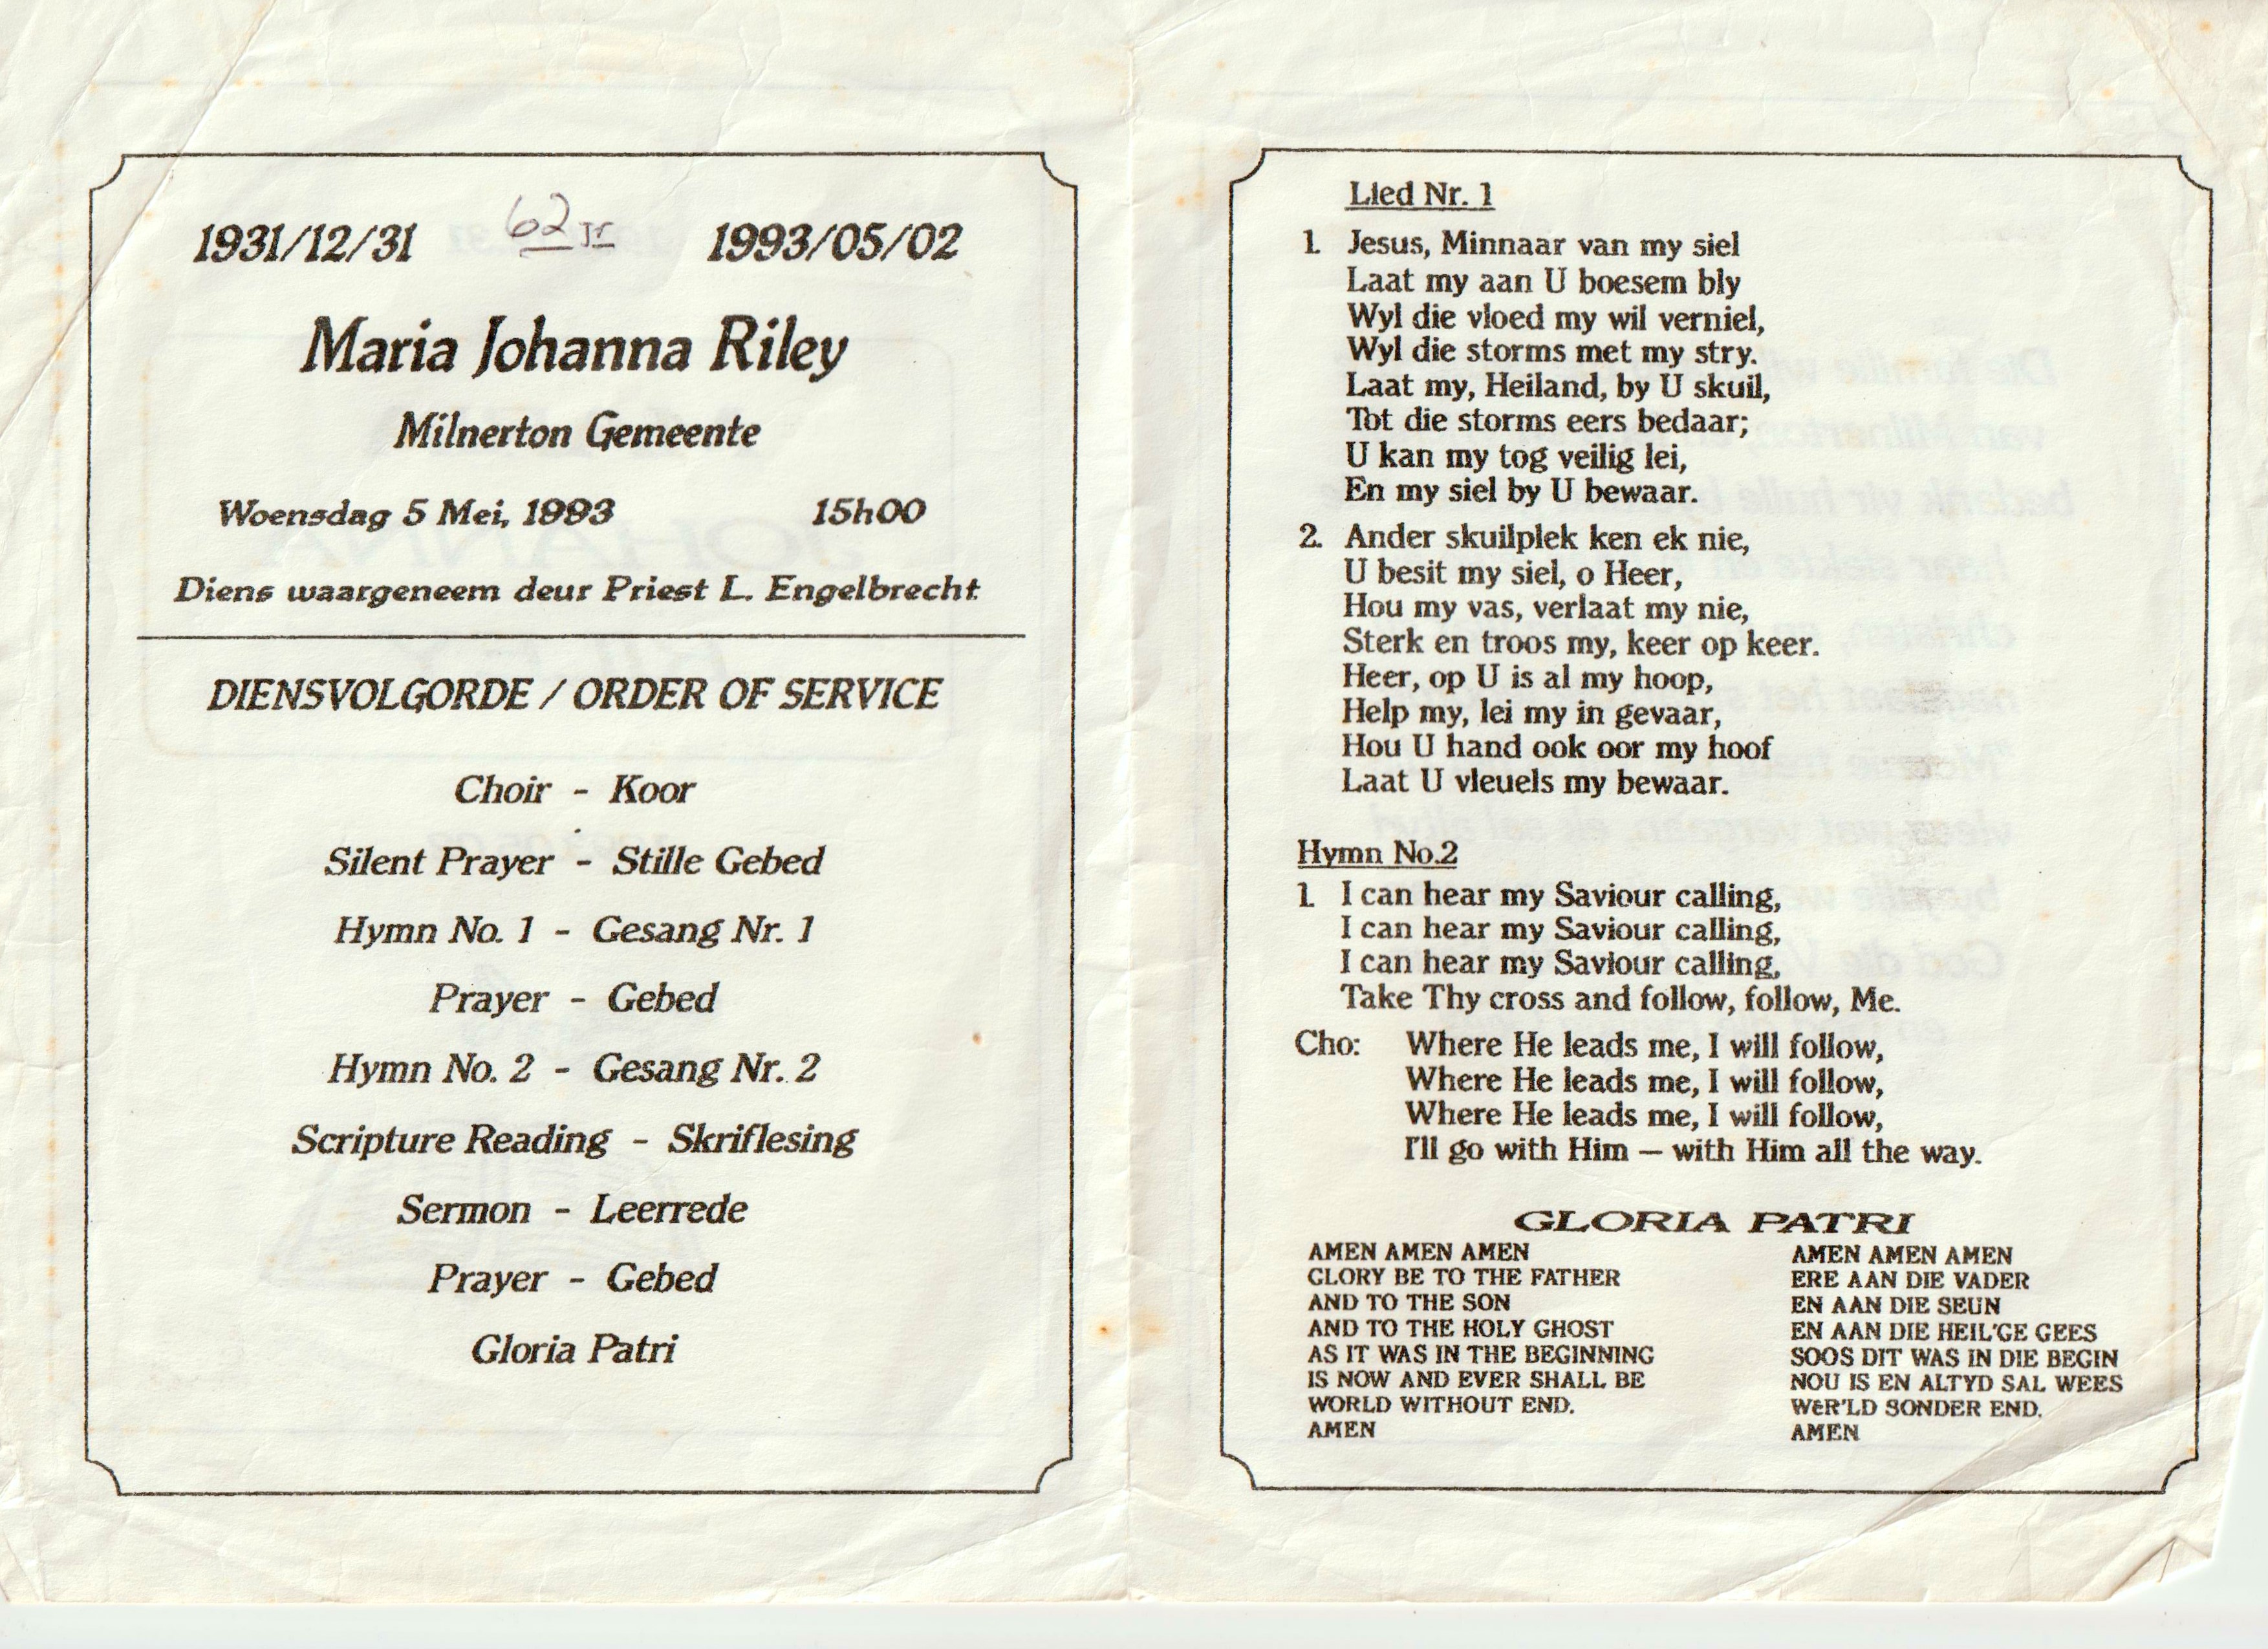 1931/12/31 62 Jr 1993/05/02
Maria Johanna Riley
Milnerton Gemeente
Woensdag 5 Mei, 1993 15h00
Diens waargeneem deur Priest L. Engelbrecht
DIENSVOLGORDE / ORDER OF SERVICE
Choir - Koor
Silent Prayer - Stille Gebed
Hymn No. 1 - Gesang Nr. 1
Prayer - Gebed
Hymn No. 2 - Gesang Nr. 2
Scripture Reading - Skriflesing
Sermon - Leerrede
Prayer - Gebed
Gloria Patri
Lied Nr. 1
1. Jesus, Minnaar van my siel
Laat my aan U boesem bly
Wyl die vloed my wil verniel,
Wyl die storms met my stry.
Laat my, Heiland, by U skuil,
Tot die storms eers bedaar;
U kan my tog veilig lei,
En my siel by U bewaar.
2. Ander skuilplek ken ek nie,
U besit my siel, o Heer,
Hou my vas, verlaat my nie,
Sterk en troos my, keer op keer.
Heer, op U is al my hoop,
Help my, lei my in gevaar,
Hou U hand ook oor my hoof
Laat U vleuels my bewaar.
Hymn No.2
1. I can hear my Saviour calling,
I can hear my Saviour calling,
I can hear my Saviour calling,
Take Thy cross and follow, follow, Me.
Cho: Where He leads me, I will follow,
Where He leads me, I will follow,
Where He leads me, I will follow,
I'll go with Him — with Him all the way.
GLORIA PATRI
AMEN AMEN AMEN
GLORY BE TO THE FATHER
AND TO THE SON
AND TO THE HOLY GHOST
AS IT WAS IN THE BEGINNING
IS NOW AND EVER SHALL BE
WORLD WITHOUT END.
AMEN
AMEN AMEN AMEN
ERE AAN DIE VADER
EN AAN DIE SEUN
EN AAN DIE HEIL'GE GEES
SOOS DIT WAS IN DIE BEGIN
NOU IS EN ALTYD SAL WEES
WêR'LD SONDER END.
AMEN